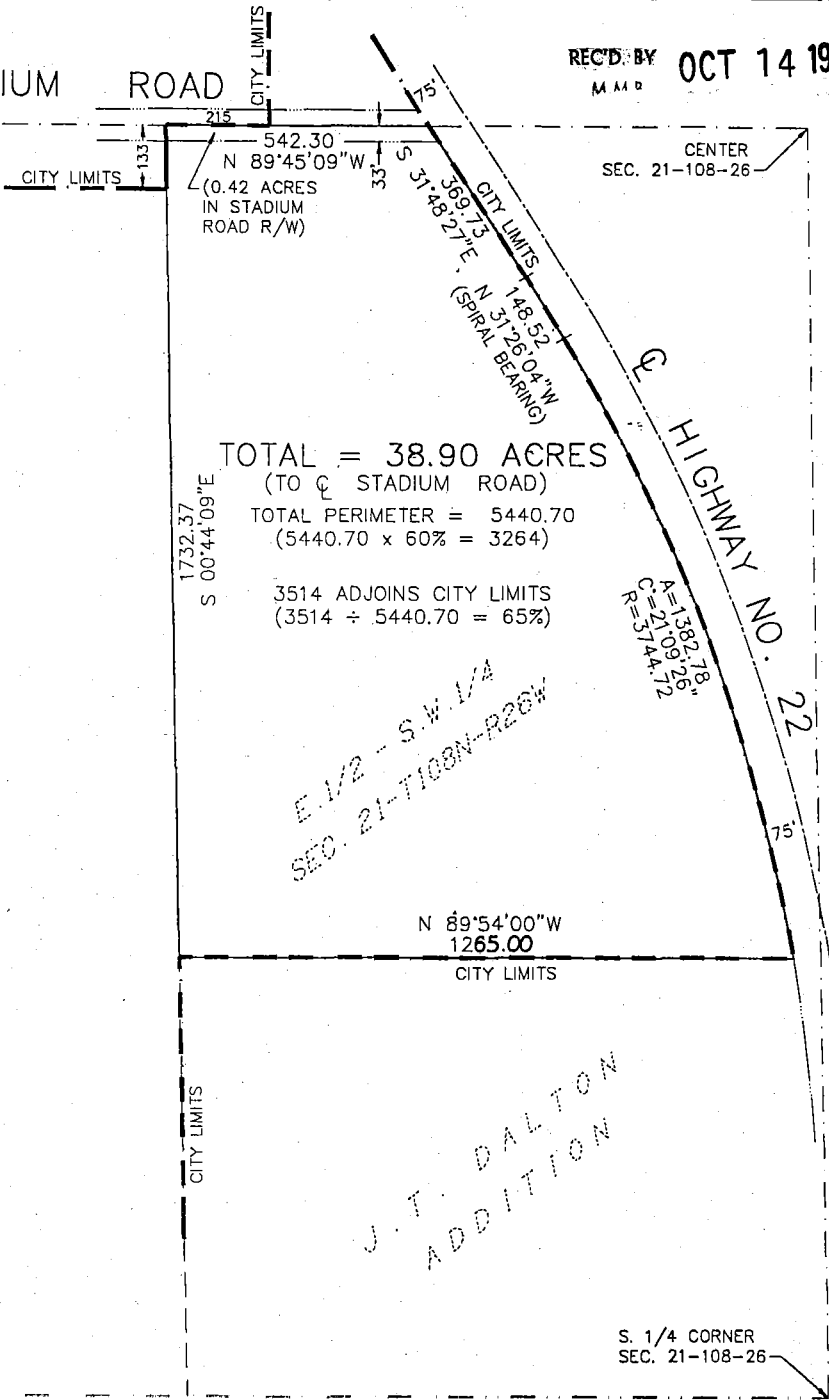 CITY LIMITS
REC'D. BY OCT 14 19
IUM ROAD
75'
215
542.30
N 89°45'09"W
33'
133
CITY LIMITS
(0.42 ACRES
IN STADIUM
ROAD R/W)
CENTER
SEC. 21-108-26
CITY LIMITS
369.73
S 31°48'27"E
148.52
N 31°26'04"W
(SPIRAL BEARING)
℄ HIGHWAY NO. 22
TOTAL = 38.90 ACRES
(TO ℄ STADIUM ROAD)
TOTAL PERIMETER = 5440.70
(5440.70 x 60% = 3264)
3514 ADJOINS CITY LIMITS
(3514 ÷ 5440.70 = 65%)
1732.37
S 00°44'09"E
A=1382.78
C=21°09'26"
R=3744.72
E.1/2 - S.W.1/4
SEC. 21-T108N-R26W
75'
N 89°54'00"W
1265.00
CITY LIMITS
CITY LIMITS
J.T. DALTON
ADDITION
S. 1/4 CORNER
SEC. 21-108-26